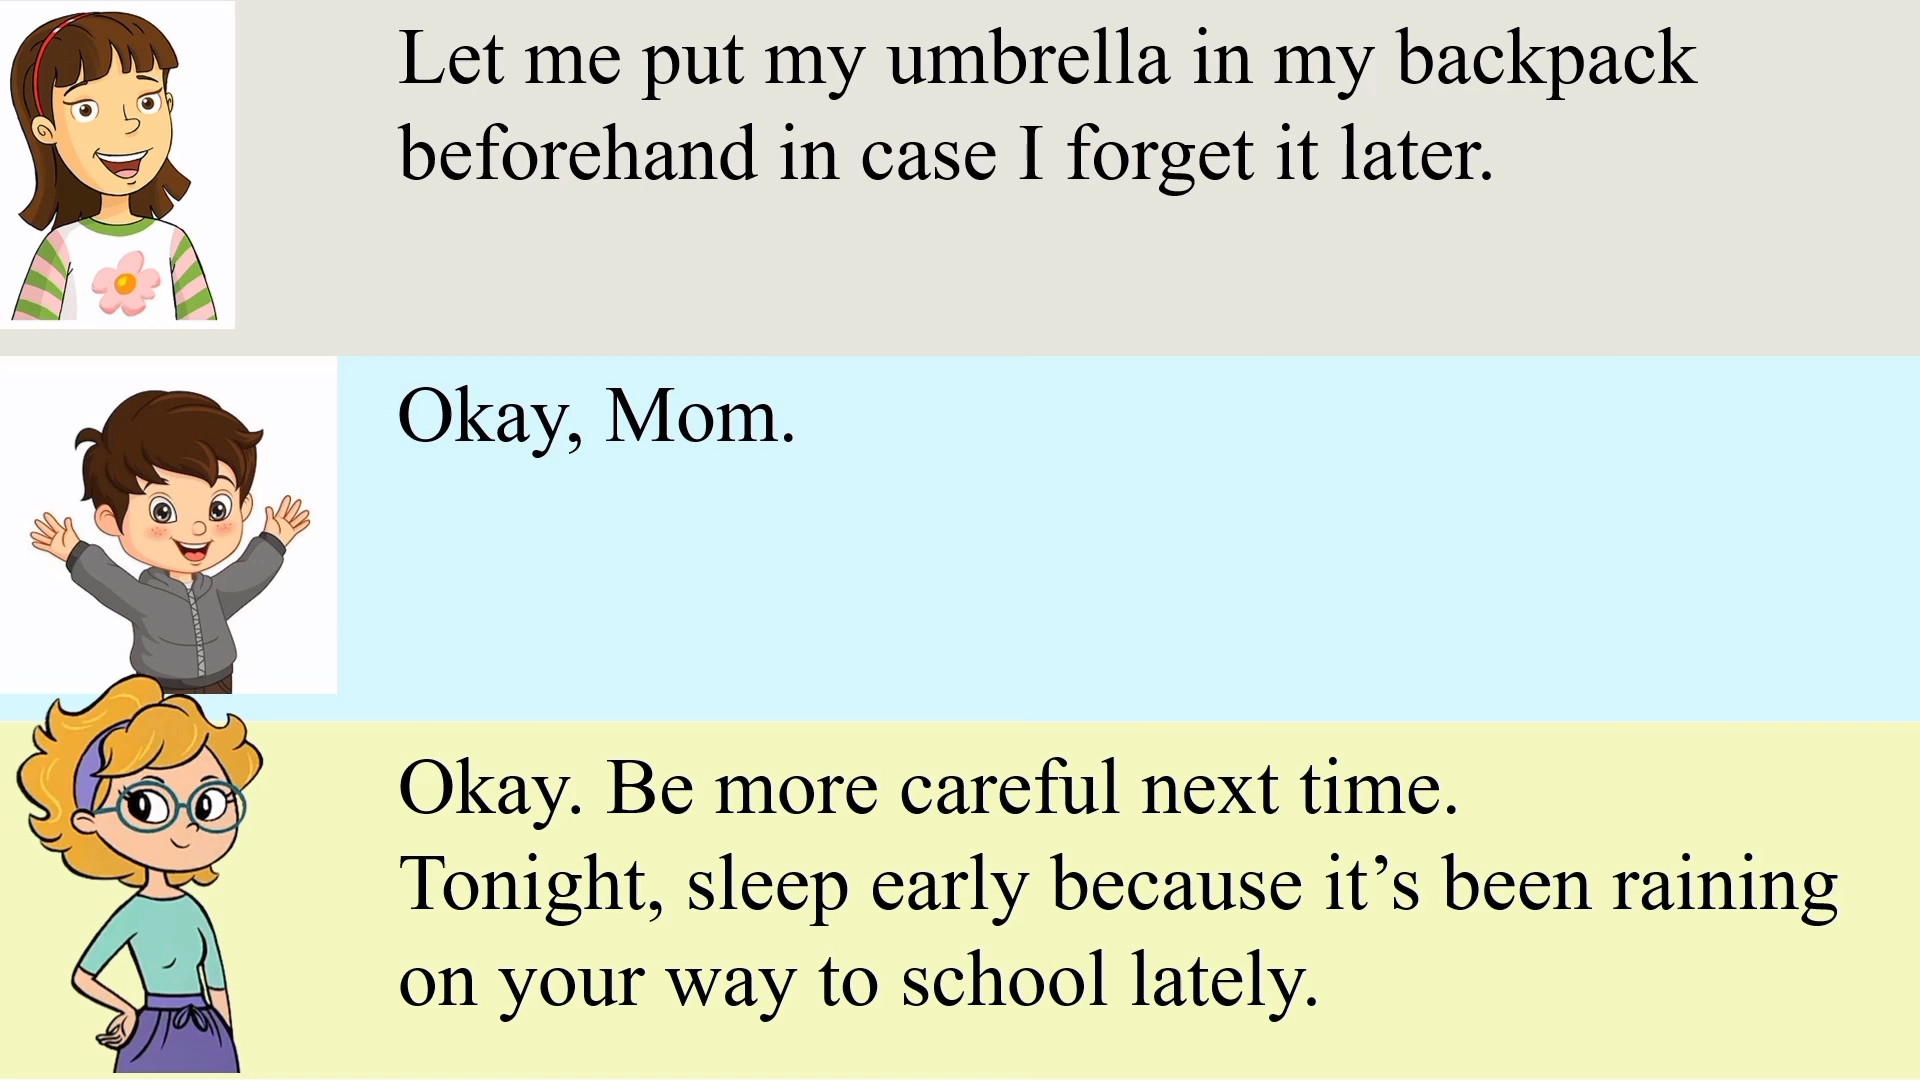 Let me put my umbrella in my backpack
beforehand in case I forget it later.
Okay, Mom.
Okay. Be more careful next time.
Tonight, sleep early because it’s been raining
on your way to school lately.